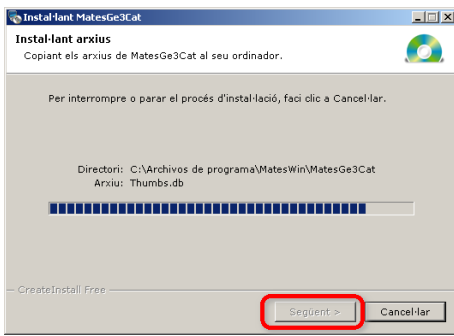 Instal·lant MatesGe3Cat
Instal·lant arxius
Copiant els arxius de MatesGe3Cat al seu ordinador.
Per interrompre o parar el procés d'instal·lació, faci clic a Cancel·lar.
Directori: C:\Archivos de programa\MatesWin\MatesGe3Cat
Arxiu: Thumbs.db
CreateInstall Free
Següent > Cancel·lar